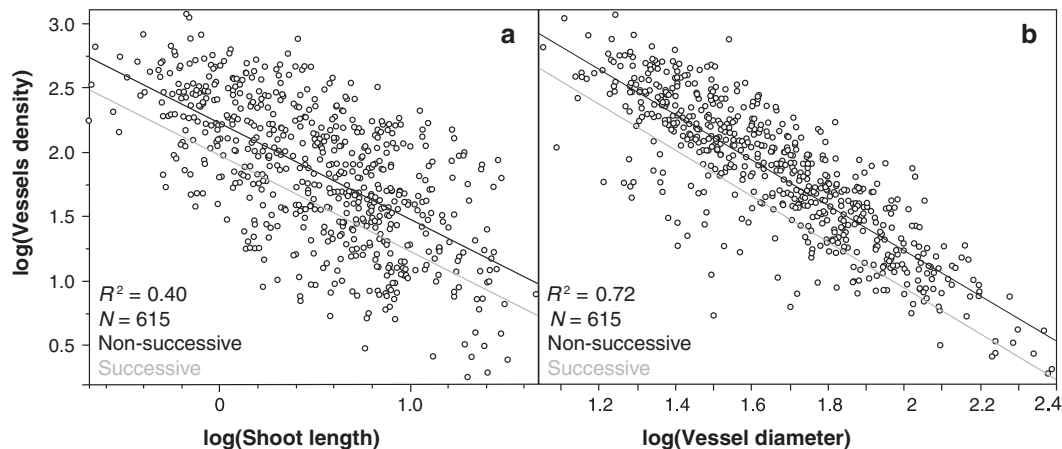 log(Vessels density)
3.0
2.5
2.0
1.5
1.0
0.5
a
R² = 0.40
N = 615
Non-successive
Successive
0
1.0
log(Shoot length)
b
R² = 0.72
N = 615
Non-successive
Successive
1.2
1.4
1.6
1.8
2
2.2
2.4
log(Vessel diameter)